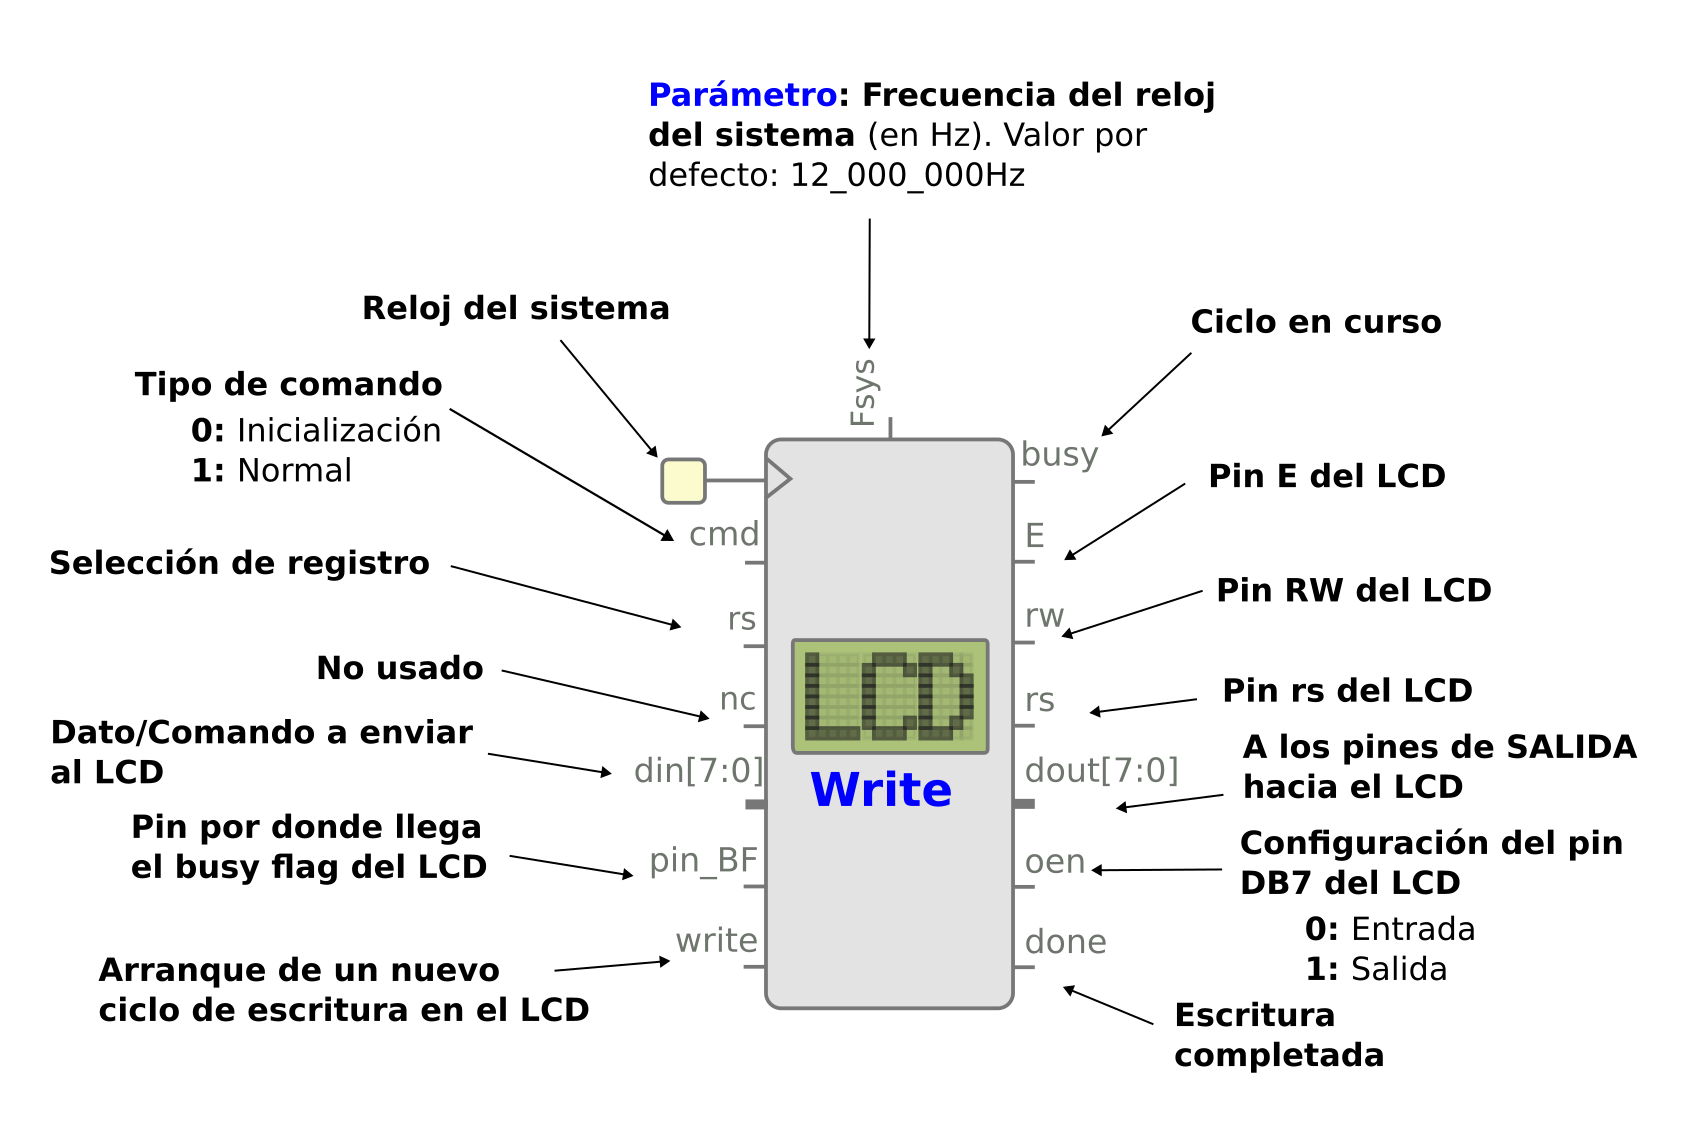 Parámetro: Frecuencia del reloj
del sistema (en Hz). Valor por
defecto: 12_000_000Hz
Reloj del sistema
Tipo de comando
0: Inicialización
1: Normal
Selección de registro
No usado
Dato/Comando a enviar
al LCD
Pin por donde llega
el busy flag del LCD
Arranque de un nuevo
ciclo de escritura en el LCD
Fsys
cmd
rs
nc
din[7:0]
pin_BF
write
LCD
Write
busy
E
rw
rs
dout[7:0]
oen
done
Ciclo en curso
Pin E del LCD
Pin RW del LCD
Pin rs del LCD
A los pines de SALIDA
hacia el LCD
Configuración del pin
DB7 del LCD
0: Entrada
1: Salida
Escritura
completada